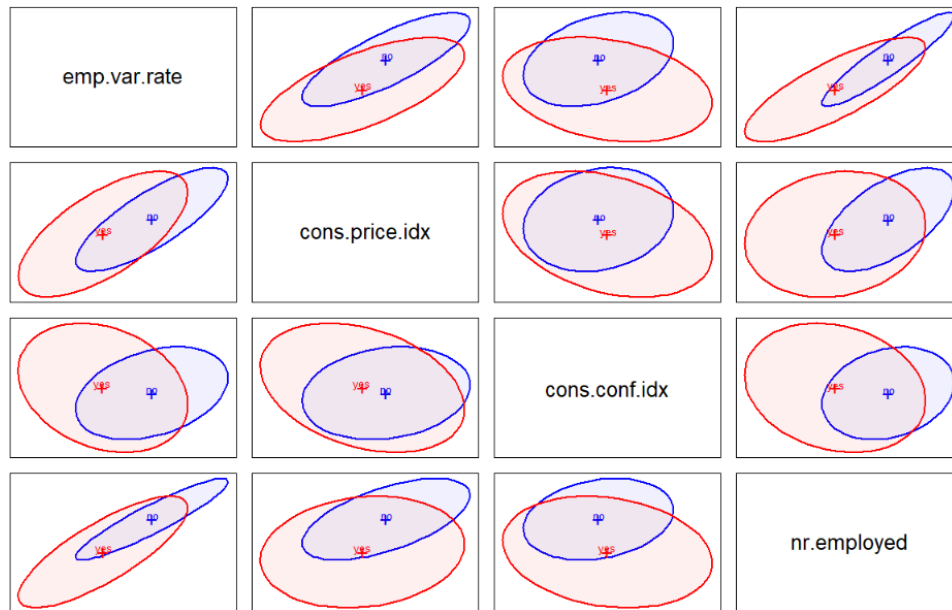 emp.var.rate
no
yes
no
yes
no
yes
no
yes
cons.price.idx
no
yes
no
yes
yes
no
yes
no
cons.conf.idx
yes
no
no
yes
no
yes
no
yes
nr.employed